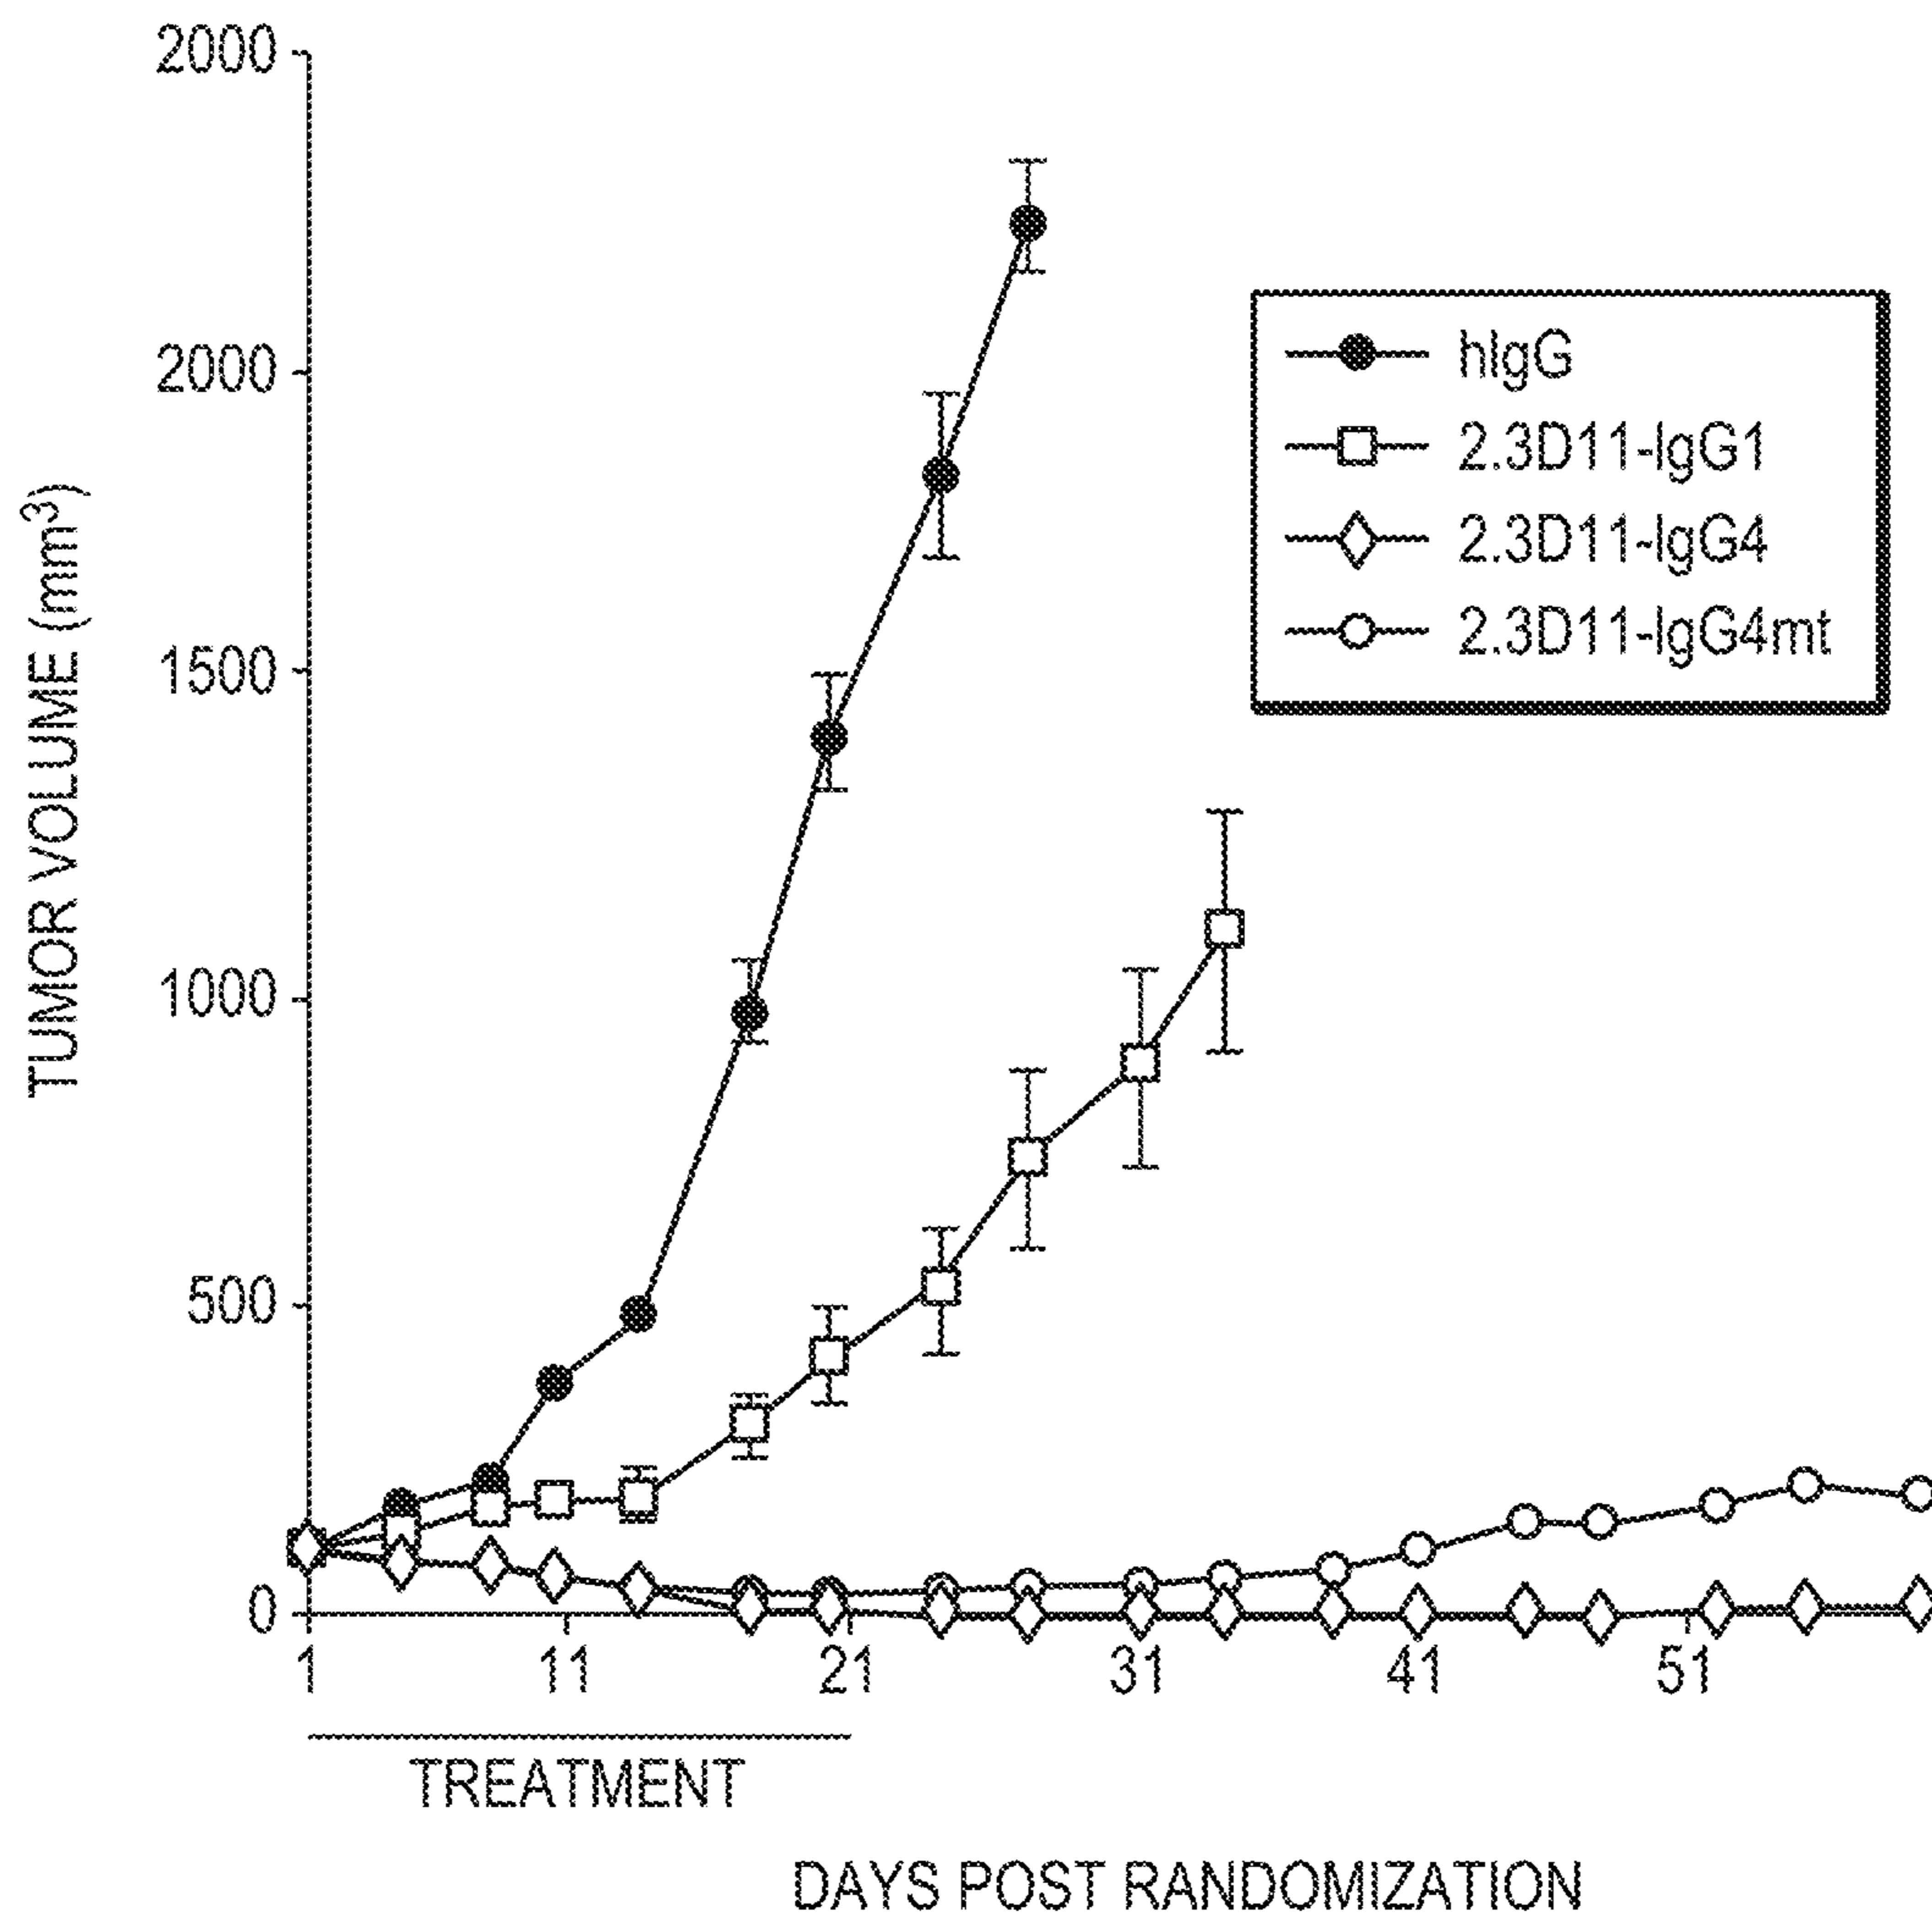 TUMOR VOLUME (mm³)
2000
2000
1500
1000
500
0
hIgG
2.3D11-IgG1
2.3D11-IgG4
2.3D11-IgG4mt
1 11 21 31 41 51
TREATMENT
DAYS POST RANDOMIZATION